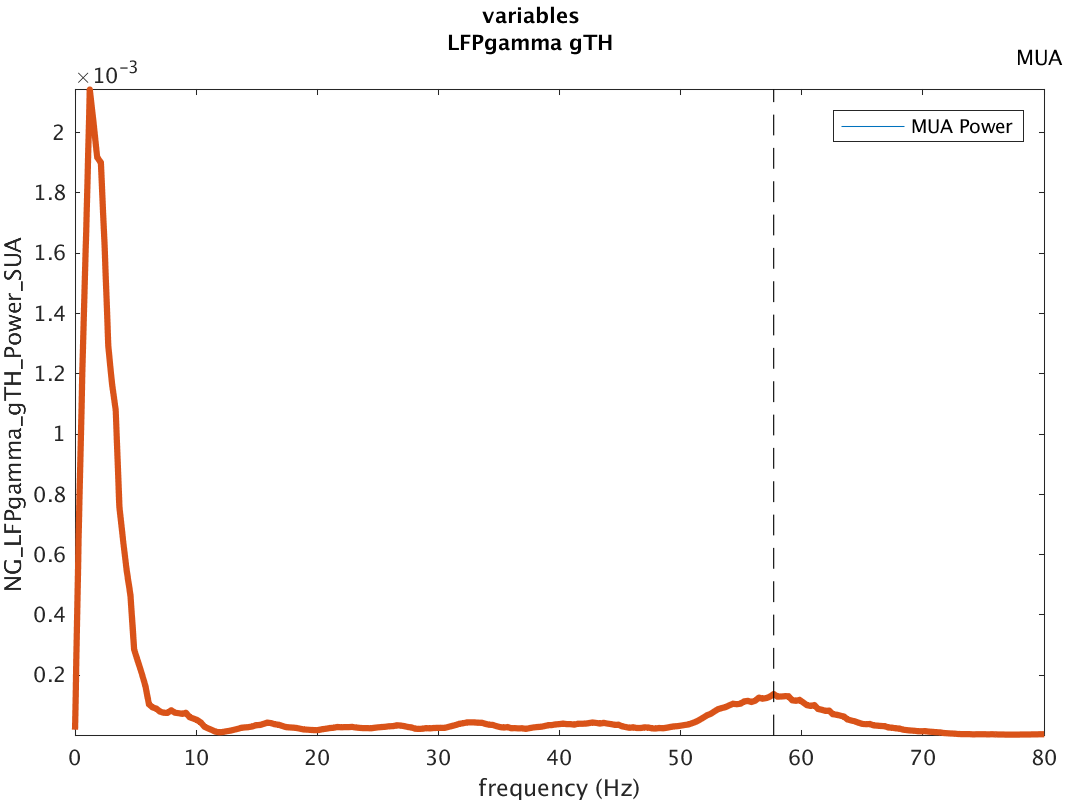 variables
LFPgamma gTH
MUA
×10⁻³
MUA Power
2
1.8
1.6
1.4
1.2
1
0.8
0.6
0.4
0.2
NG_LFPgamma_gTH_Power_SUA
0 10 20 30 40 50 60 70 80
frequency (Hz)